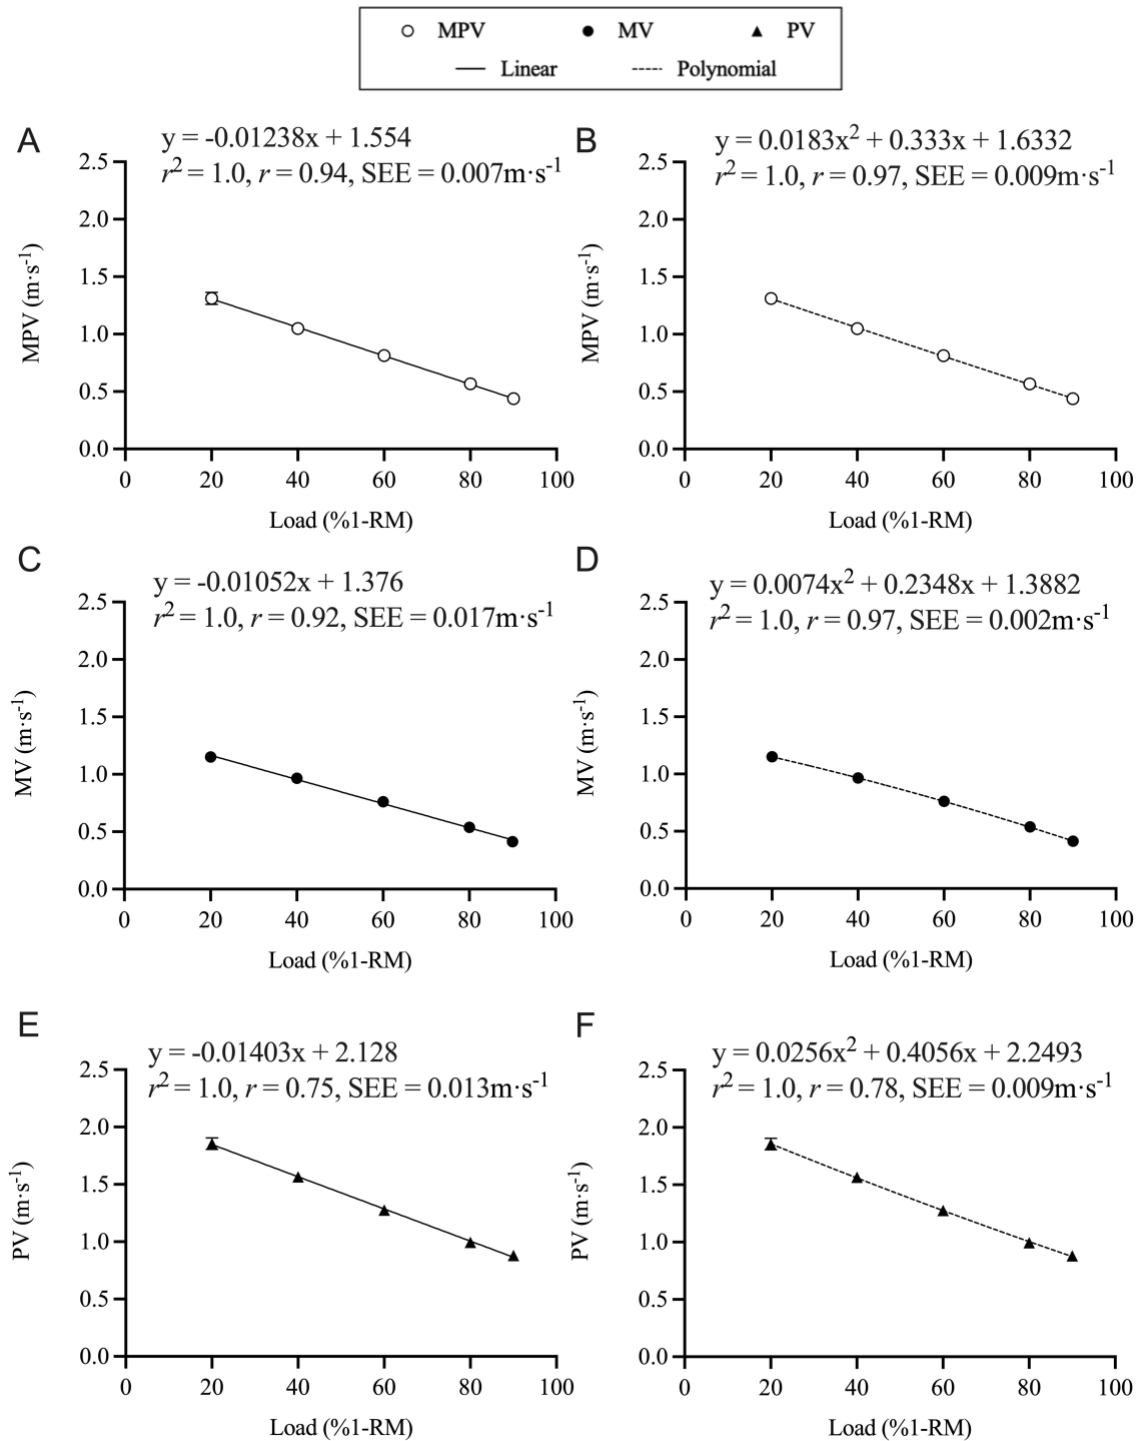 MPV MV PV
Linear Polynomial
A
y = -0.01238x + 1.554
r² = 1.0, r = 0.94, SEE = 0.007m·s⁻¹
2.5
2.0
1.5
1.0
0.5
0.0
MPV (m·s⁻¹)
0 20 40 60 80 100
Load (%1-RM)
B
y = 0.0183x² + 0.333x + 1.6332
r² = 1.0, r = 0.97, SEE = 0.009m·s⁻¹
2.5
2.0
1.5
1.0
0.5
0.0
MPV (m·s⁻¹)
0 20 40 60 80 100
Load (%1-RM)
C
y = -0.01052x + 1.376
r² = 1.0, r = 0.92, SEE = 0.017m·s⁻¹
2.5
2.0
1.5
1.0
0.5
0.0
MV (m·s⁻¹)
0 20 40 60 80 100
Load (%1-RM)
D
y = 0.0074x² + 0.2348x + 1.3882
r² = 1.0, r = 0.97, SEE = 0.002m·s⁻¹
2.5
2.0
1.5
1.0
0.5
0.0
MV (m·s⁻¹)
0 20 40 60 80 100
Load (%1-RM)
E
y = -0.01403x + 2.128
r² = 1.0, r = 0.75, SEE = 0.013m·s⁻¹
2.5
2.0
1.5
1.0
0.5
0.0
PV (m·s⁻¹)
0 20 40 60 80 100
Load (%1-RM)
F
y = 0.0256x² + 0.4056x + 2.2493
r² = 1.0, r = 0.78, SEE = 0.009m·s⁻¹
2.5
2.0
1.5
1.0
0.5
0.0
PV (m·s⁻¹)
0 20 40 60 80 100
Load (%1-RM)